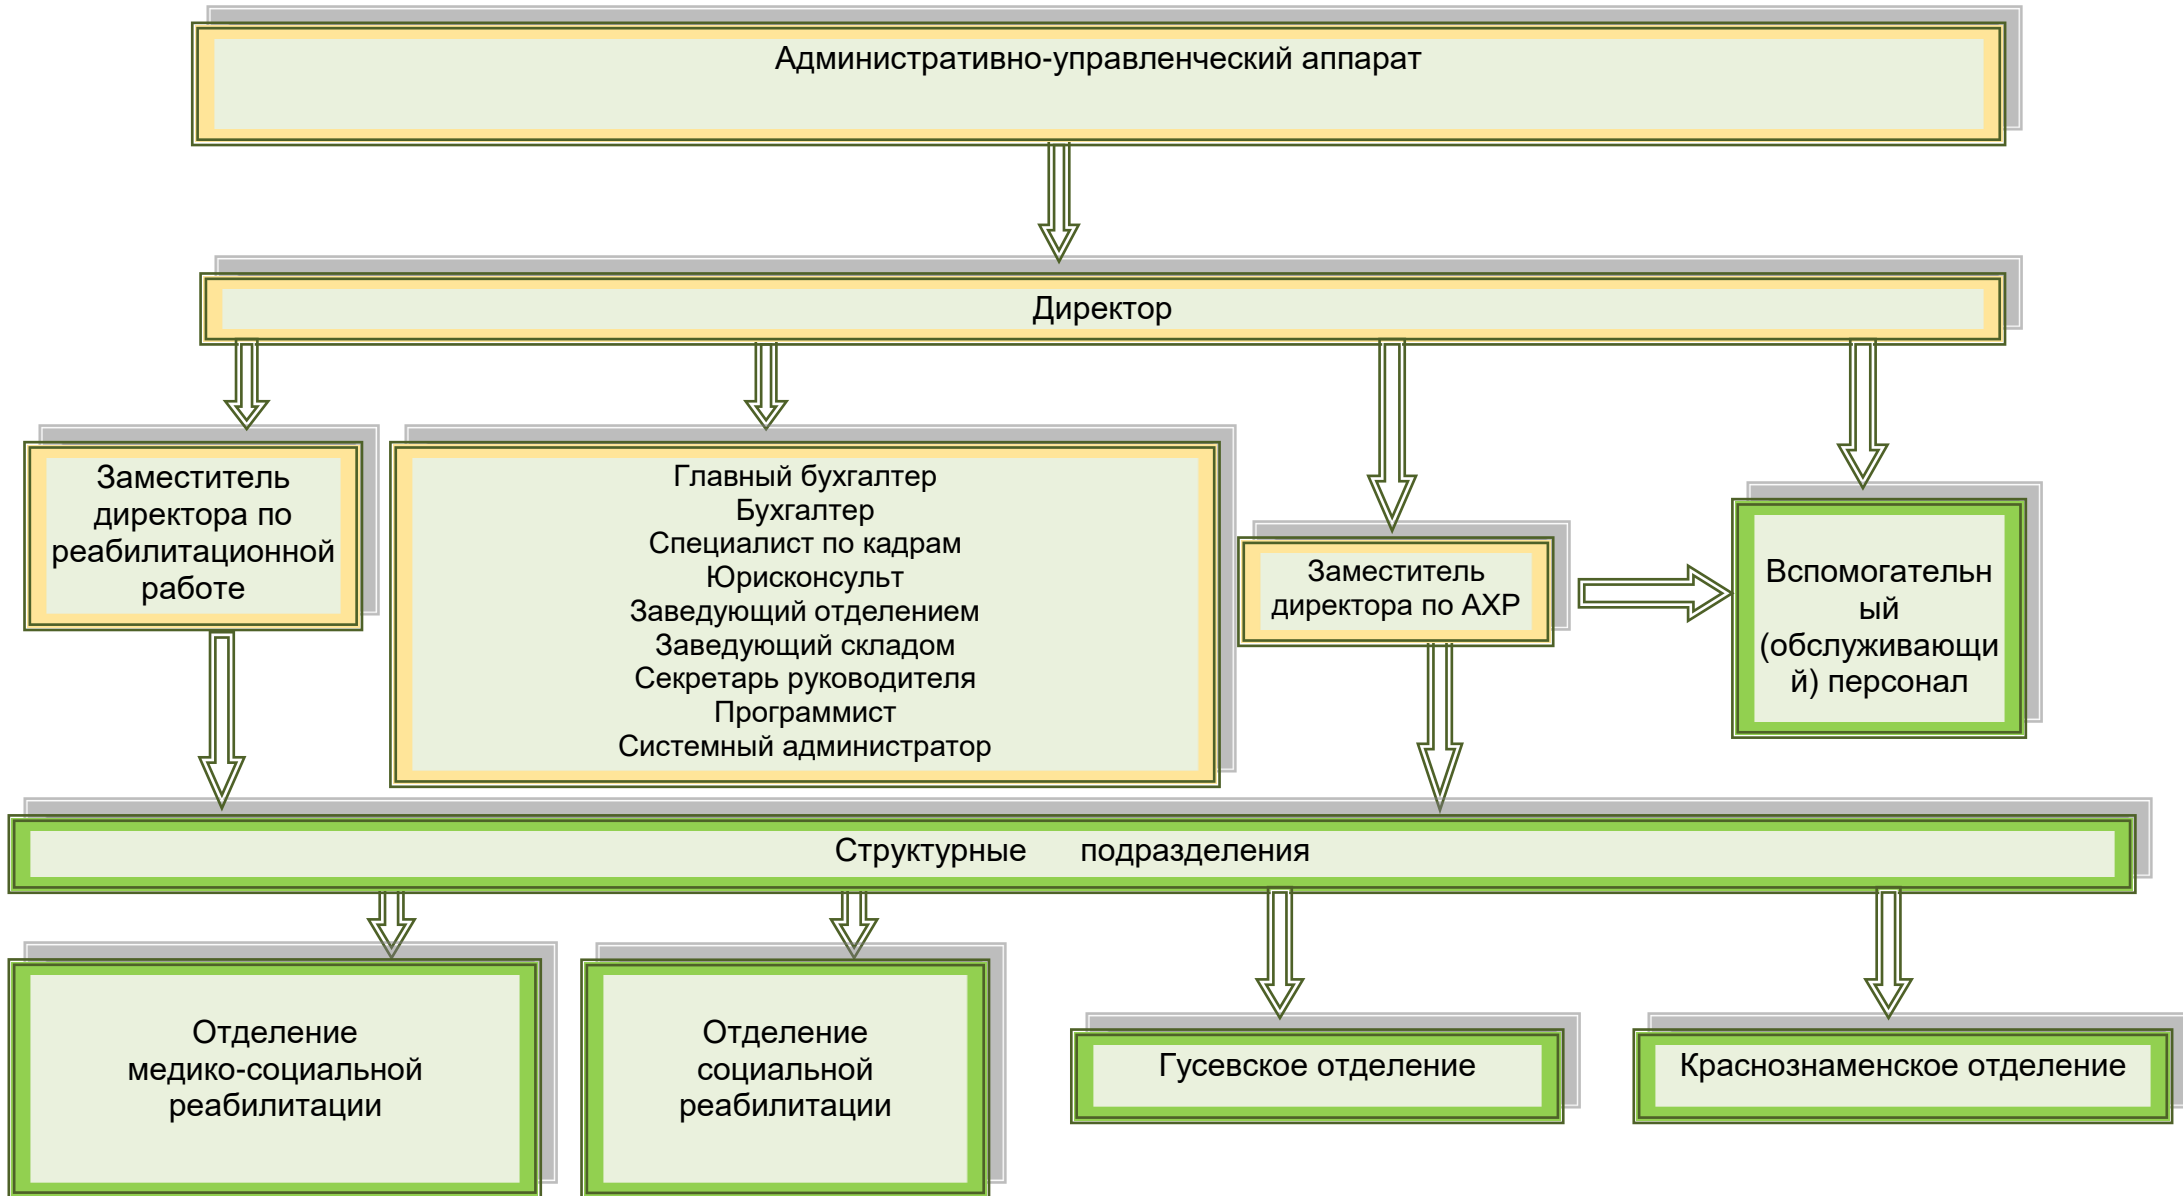 Административно-управленческий аппарат
Директор
Заместитель
директора по
реабилитационной
работе
Главный бухгалтер
Бухгалтер
Специалист по кадрам
Юрисконсульт
Заведующий отделением
Заведующий складом
Секретарь руководителя
Программист
Системный администратор
Заместитель
директора по АХР
Вспомогательн
ый
(обслуживающи
й) персонал
Структурные подразделения
Отделение
медико-социальной
реабилитации
Отделение
социальной
реабилитации
Гусевское отделение
Краснознаменское отделение